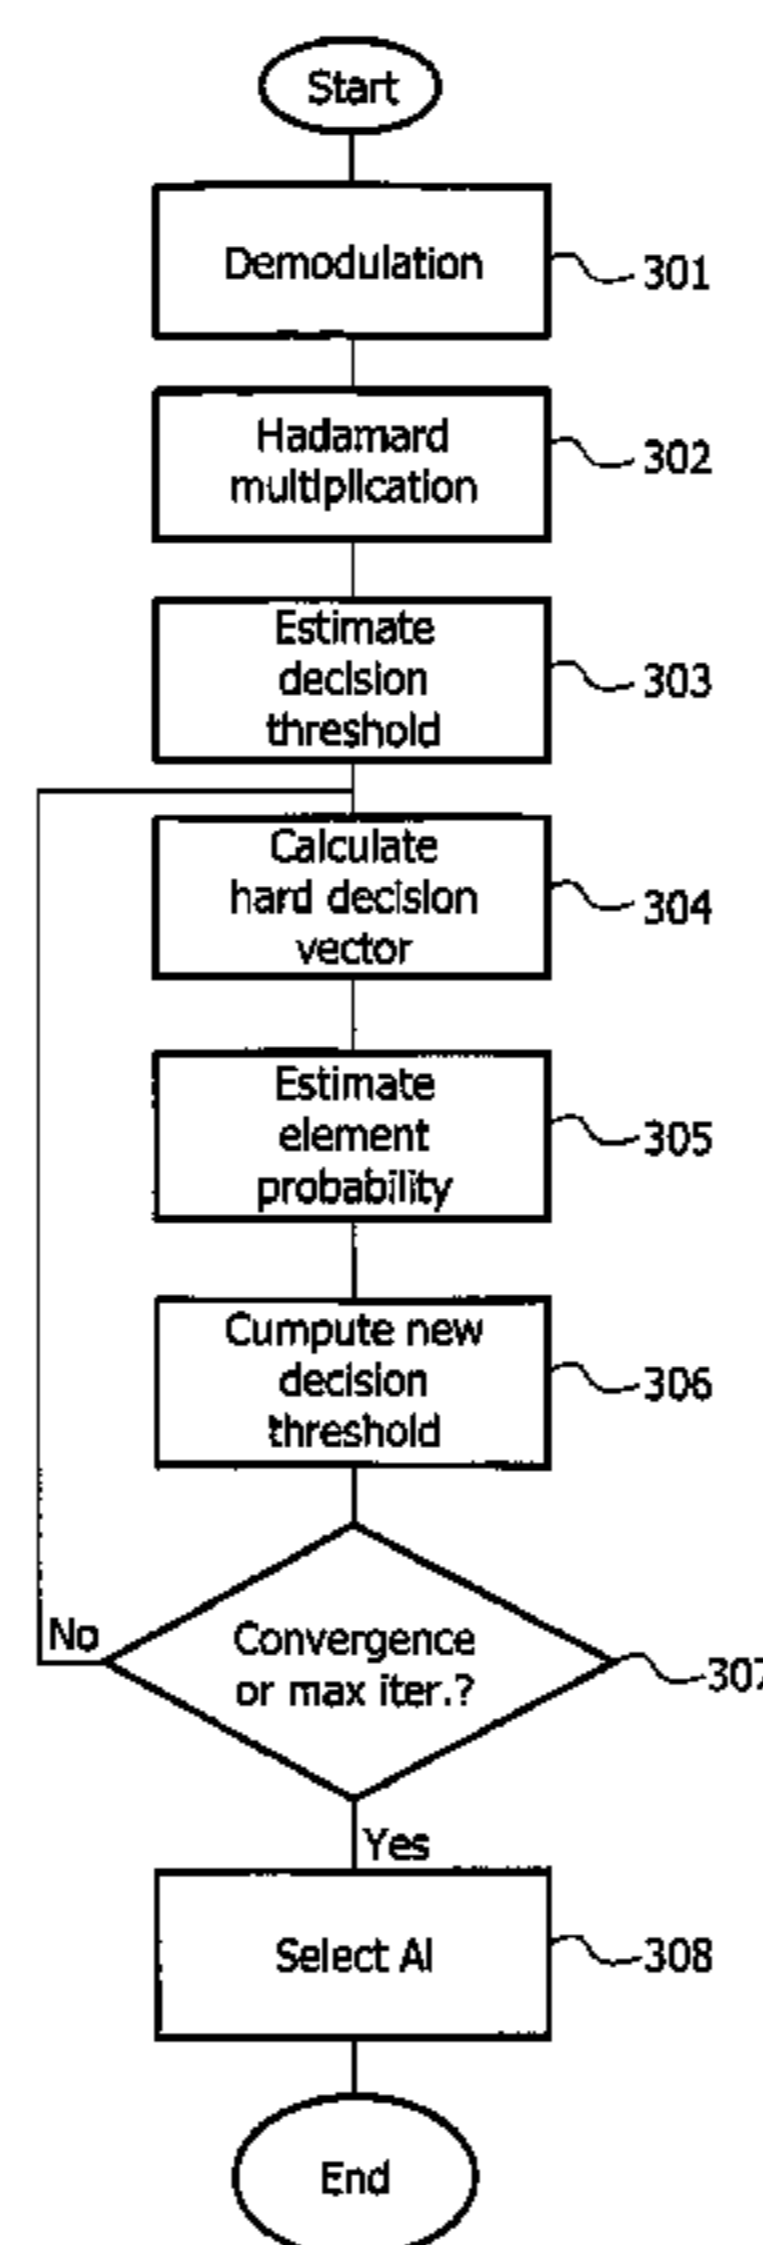 Start
Demodulation
301
Hadamard
multiplication
302
Estimate
decision
threshold
303
Calculate
hard decision
vector
304
Estimate
element
probability
305
Cumpute new
decision
threshold
306
Convergence
or max iter.?
307
No
Yes
Select AI
308
End